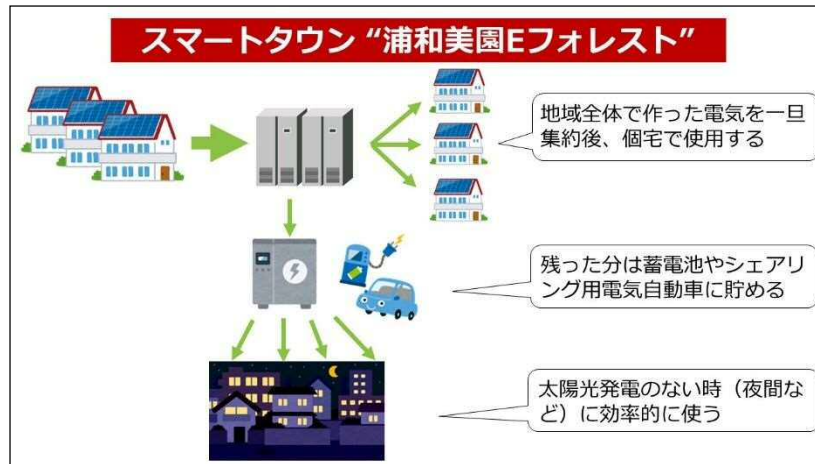 スマートタウン “浦和美園Eフォレスト”
地域全体で作った電気を一旦
集約後、個宅で使用する
残った分は蓄電池やシェアリ
ング用電気自動車に貯める
太陽光発電のない時（夜間な
ど）に効率的に使う